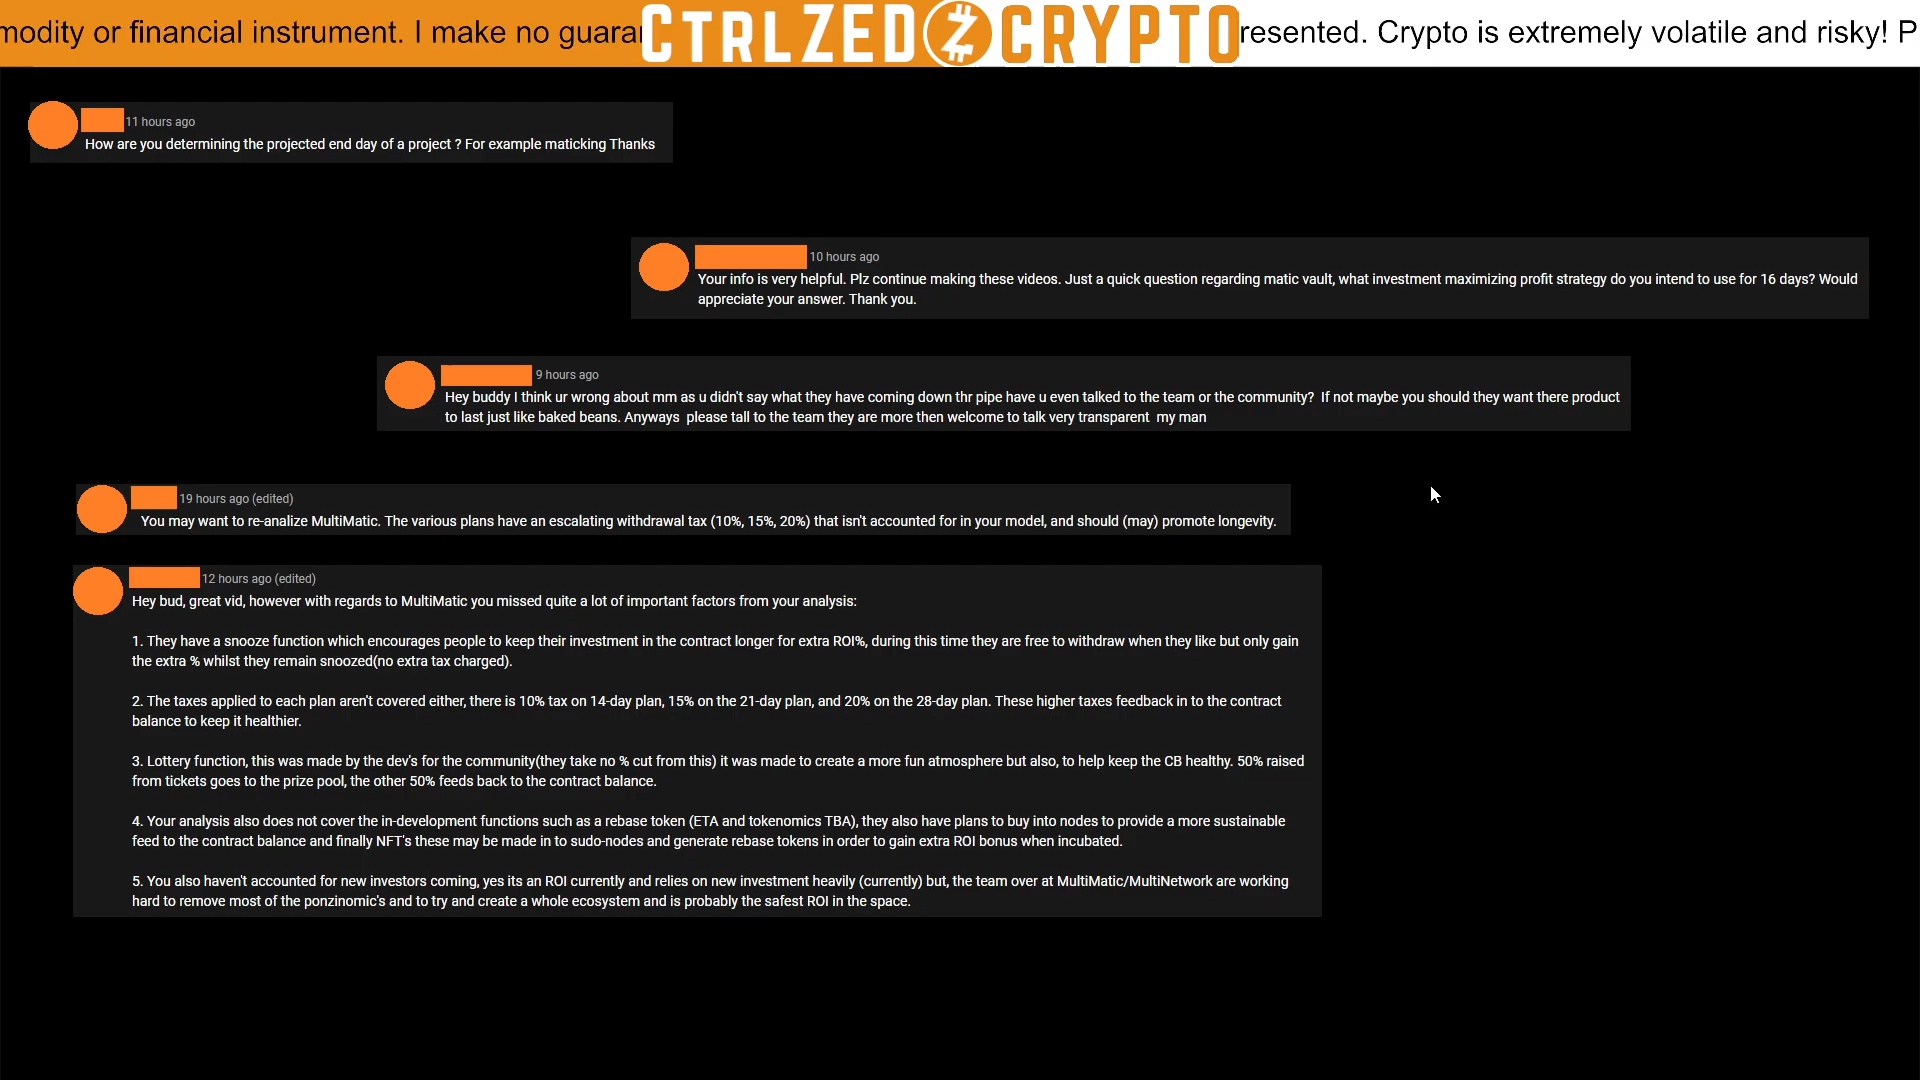 modity or financial instrument. I make no guarar
CTRLZED CRYPTO
resented. Crypto is extremely volatile and risky! P
11 hours ago
How are you determining the projected end day of a project ? For example maticking Thanks
10 hours ago
Your info is very helpful. Plz continue making these videos. Just a quick question regarding matic vault, what investment maximizing profit strategy do you intend to use for 16 days? Would
appreciate your answer. Thank you.
9 hours ago
Hey buddy I think ur wrong about mm as u didn't say what they have coming down thr pipe have u even talked to the team or the community? If not maybe you should they want there product
to last just like baked beans. Anyways please tall to the team they are more then welcome to talk very transparent my man
19 hours ago (edited)
You may want to re-analize MultiMatic. The various plans have an escalating withdrawal tax (10%, 15%, 20%) that isn't accounted for in your model, and should (may) promote longevity.
12 hours ago (edited)
Hey bud, great vid, however with regards to MultiMatic you missed quite a lot of important factors from your analysis:
1. They have a snooze function which encourages people to keep their investment in the contract longer for extra ROI%, during this time they are free to withdraw when they like but only gain
the extra % whilst they remain snoozed(no extra tax charged).
2. The taxes applied to each plan aren't covered either, there is 10% tax on 14-day plan, 15% on the 21-day plan, and 20% on the 28-day plan. These higher taxes feedback in to the contract
balance to keep it healthier.
3. Lottery function, this was made by the dev's for the community(they take no % cut from this) it was made to create a more fun atmosphere but also, to help keep the CB healthy. 50% raised
from tickets goes to the prize pool, the other 50% feeds back to the contract balance.
4. Your analysis also does not cover the in-development functions such as a rebase token (ETA and tokenomics TBA), they also have plans to buy into nodes to provide a more sustainable
feed to the contract balance and finally NFT's these may be made in to sudo-nodes and generate rebase tokens in order to gain extra ROI bonus when incubated.
5. You also haven't accounted for new investors coming, yes its an ROI currently and relies on new investment heavily (currently) but, the team over at MultiMatic/MultiNetwork are working
hard to remove most of the ponzinomic's and to try and create a whole ecosystem and is probably the safest ROI in the space.